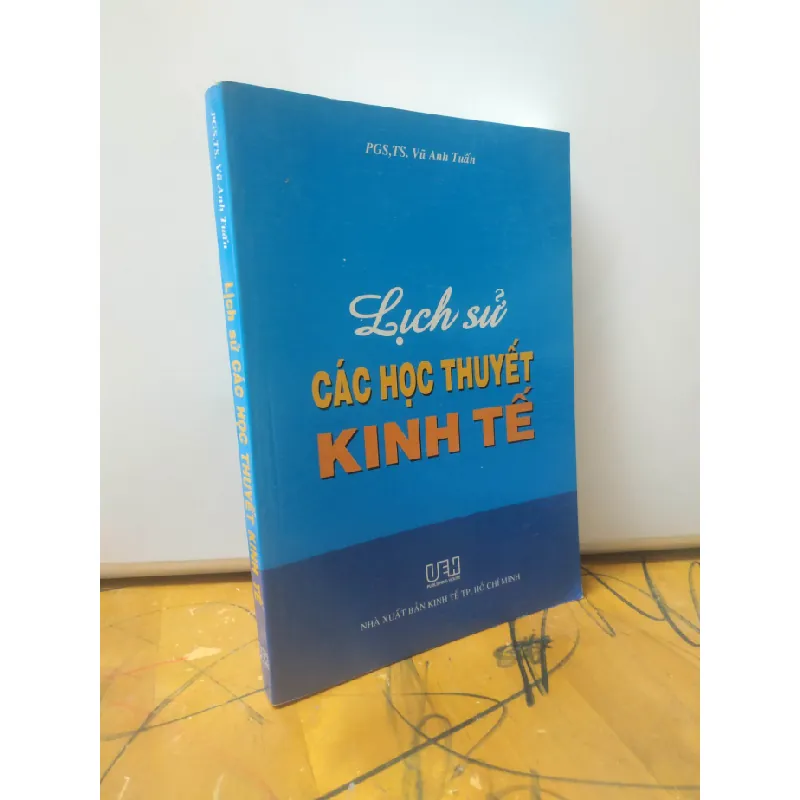 PGS,TS. Vũ Anh Tuấn
Lịch sử
CÁC HỌC THUYẾT
KINH TẾ
UEH
NHÀ XUẤT BẢN KINH TẾ TP. HỒ CHÍ MINH
PGS,TS. Vũ Anh Tuấn
Lịch sử CÁC HỌC THUYẾT KINH TẾ